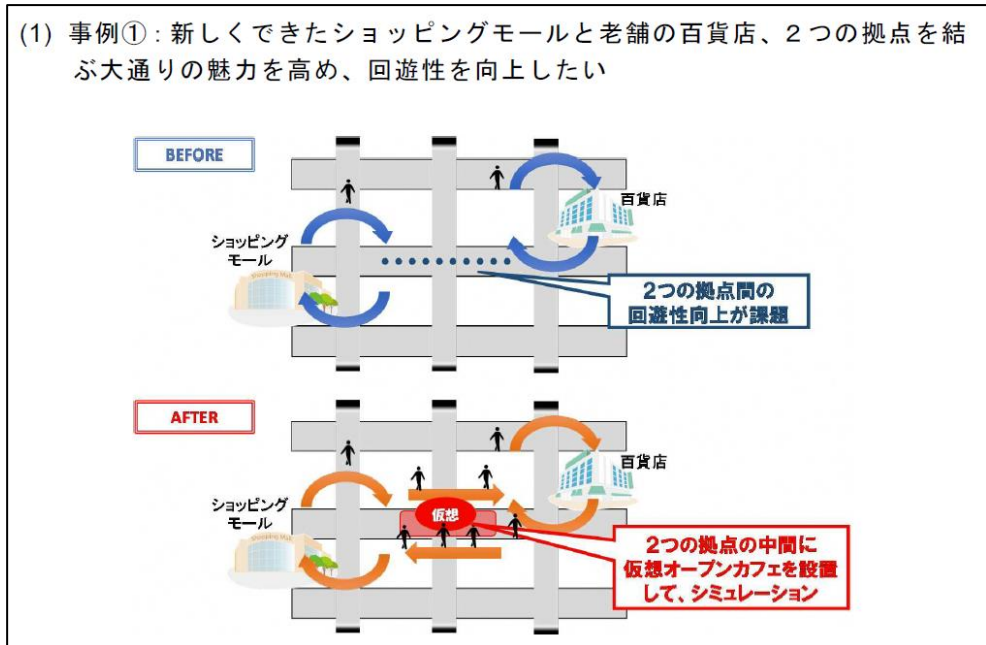 (1) 事例①：新しくできたショッピングモールと老舗の百貨店、２つの拠点を結
ぶ大通りの魅力を高め、回遊性を向上したい
BEFORE
百貨店
ショッピング
モール
Shopping Mall
2つの拠点間の
回遊性向上が課題
AFTER
百貨店
ショッピング
モール
Shopping Mall
仮想
2つの拠点の中間に
仮想オープンカフェを設置
して、シミュレーション